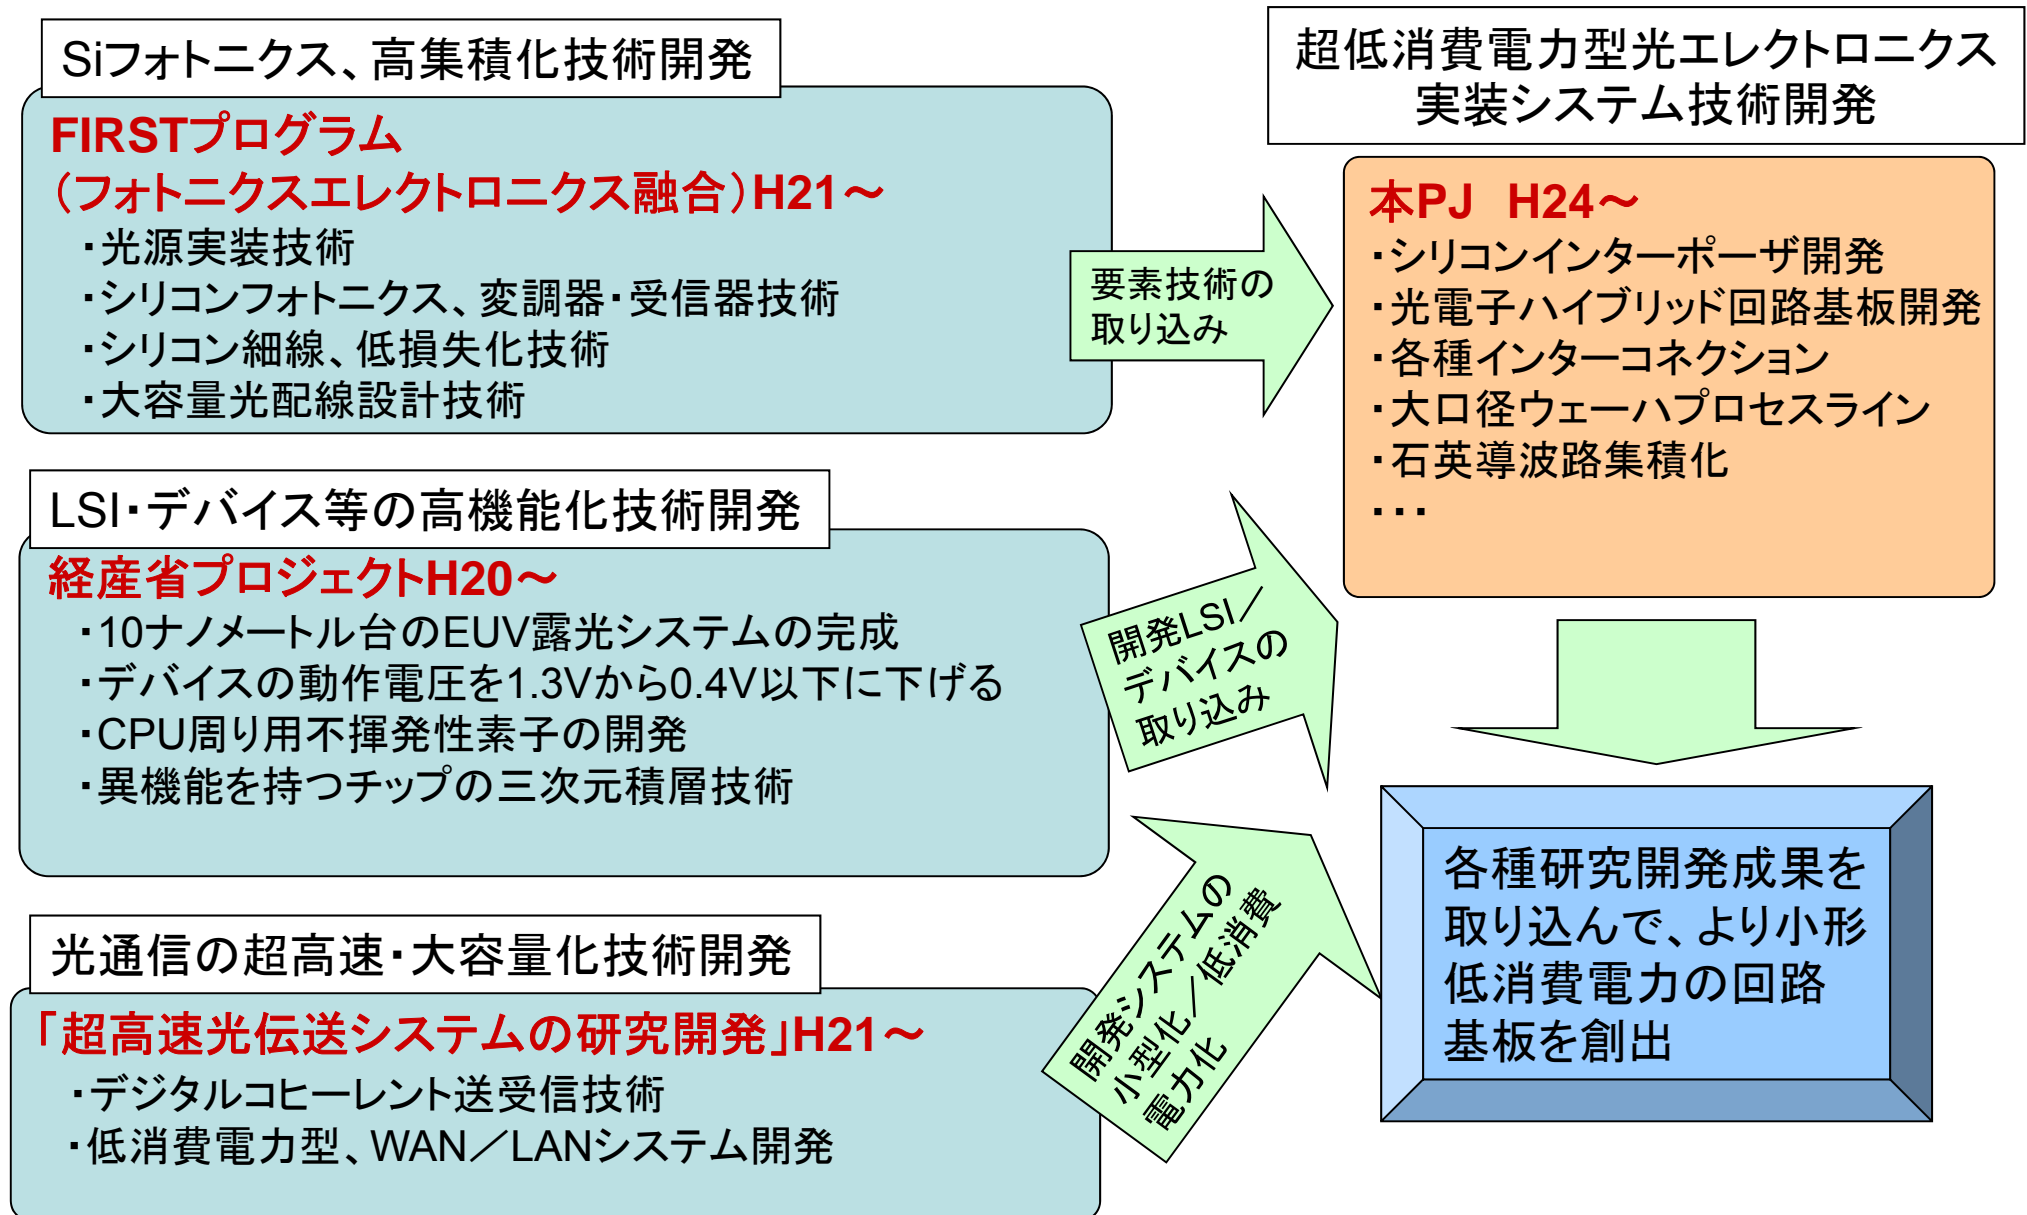 Siフォトニクス、高集積化技術開発
FIRSTプログラム
（フォトニクスエレクトロニクス融合）H21～
・光源実装技術
・シリコンフォトニクス、変調器・受信器技術
・シリコン細線、低損失化技術
・大容量光配線設計技術
要素技術の
取り込み
超低消費電力型光エレクトロニクス
実装システム技術開発
本PJ　H24～
・シリコンインターポーザ開発
・光電子ハイブリッド回路基板開発
・各種インターコネクション
・大口径ウェーハプロセスライン
・石英導波路集積化
・・・
LSI・デバイス等の高機能化技術開発
経産省プロジェクトH20～
・10ナノメートル台のEUV露光システムの完成
・デバイスの動作電圧を1.3Vから0.4V以下に下げる
・CPU周り用不揮発性素子の開発
・異機能を持つチップの三次元積層技術
開発LSI／
デバイスの
取り込み
光通信の超高速・大容量化技術開発
「超高速光伝送システムの研究開発」H21～
・デジタルコヒーレント送受信技術
・低消費電力型、WAN／LANシステム開発
開発システムの
小型化／低消費
電力化
各種研究開発成果を
取り込んで、より小形
低消費電力の回路
基板を創出